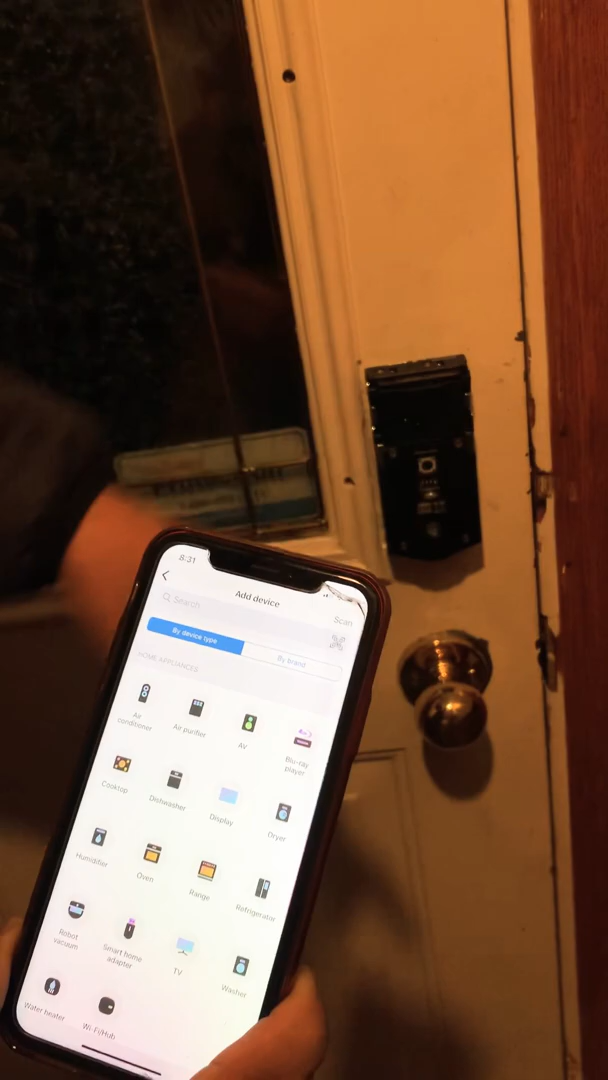 8:31
Add device
Search
Scan
By device type
By brand
HOME APPLIANCES
Air conditioner
Air purifier
AV
Blu-ray player
Cooktop
Dishwasher
Display
Dryer
Humidifier
Oven
Range
Refrigerator
Robot vacuum
Smart home adapter
TV
Washer
Water heater
Wi-Fi/Hub